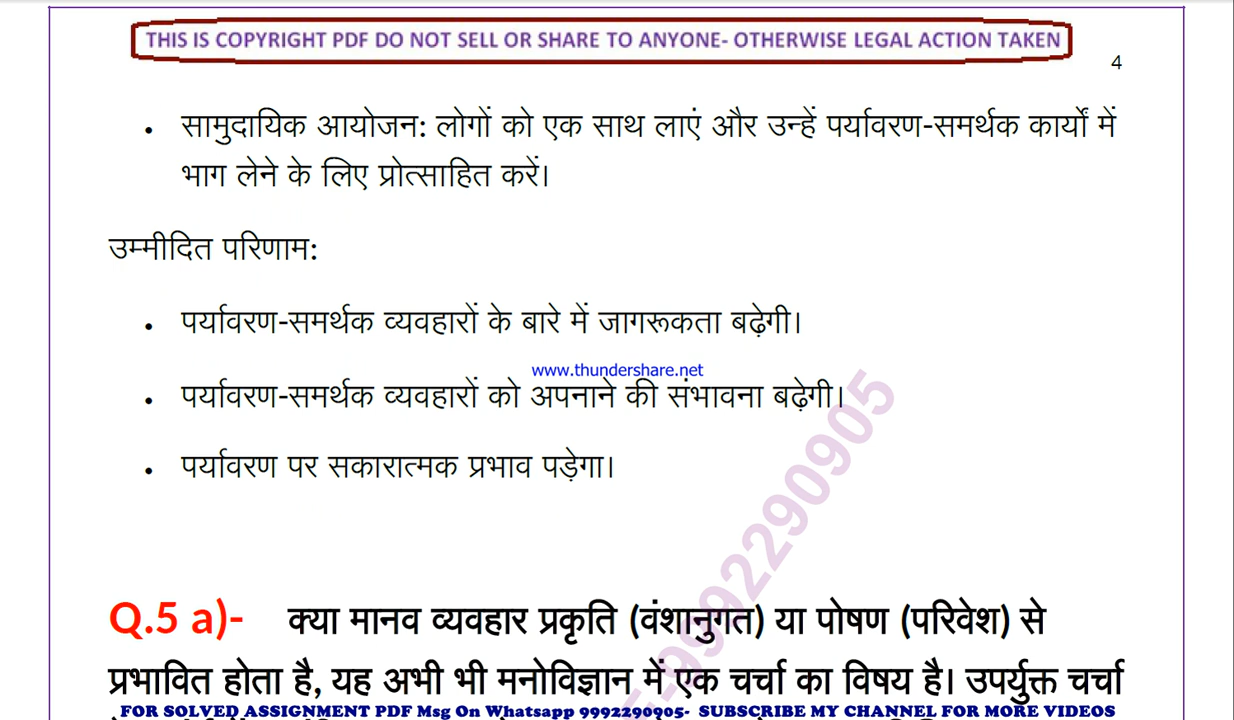 THIS IS COPYRIGHT PDF DO NOT SELL OR SHARE TO ANYONE- OTHERWISE LEGAL ACTION TAKEN
4
• सामुदायिक आयोजन: लोगों को एक साथ लाएं और उन्हें पर्यावरण-समर्थक कार्यों में
भाग लेने के लिए प्रोत्साहित करें।
उम्मीदित परिणाम:
• पर्यावरण-समर्थक व्यवहारों के बारे में जागरूकता बढ़ेगी।
www.thundershare.net
• पर्यावरण-समर्थक व्यवहारों को अपनाने की संभावना बढ़ेगी।
• पर्यावरण पर सकारात्मक प्रभाव पड़ेगा।
Q.5 a)- क्या मानव व्यवहार प्रकृति (वंशानुगत) या पोषण (परिवेश) से
प्रभावित होता है, यह अभी भी मनोविज्ञान में एक चर्चा का विषय है। उपर्युक्त चर्चा
FOR SOLVED ASSIGNMENT PDF Msg On Whatsapp 9992290905- SUBSCRIBE MY CHANNEL FOR MORE VIDEOS
E-9992290905